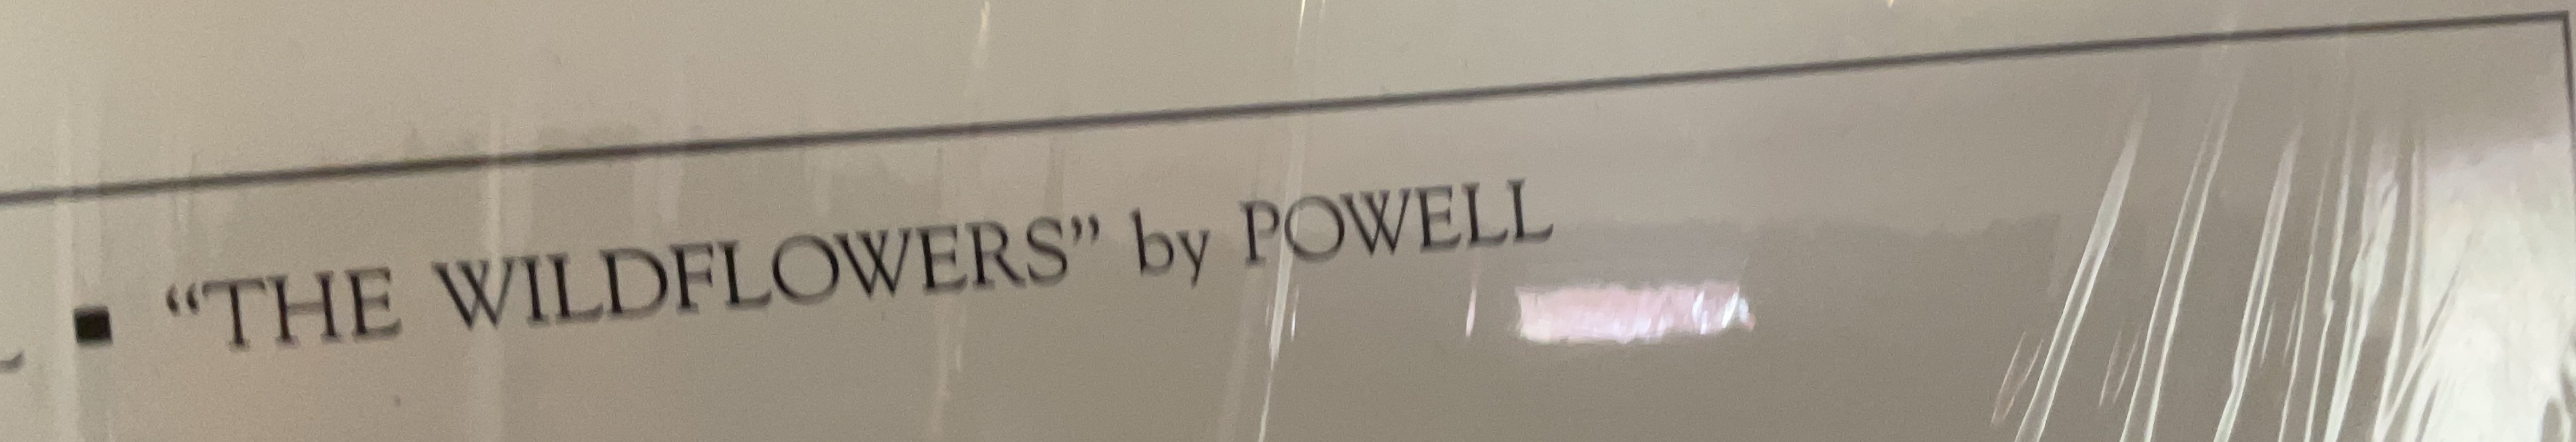 ▪ “THE WILDFLOWERS” by POWELL